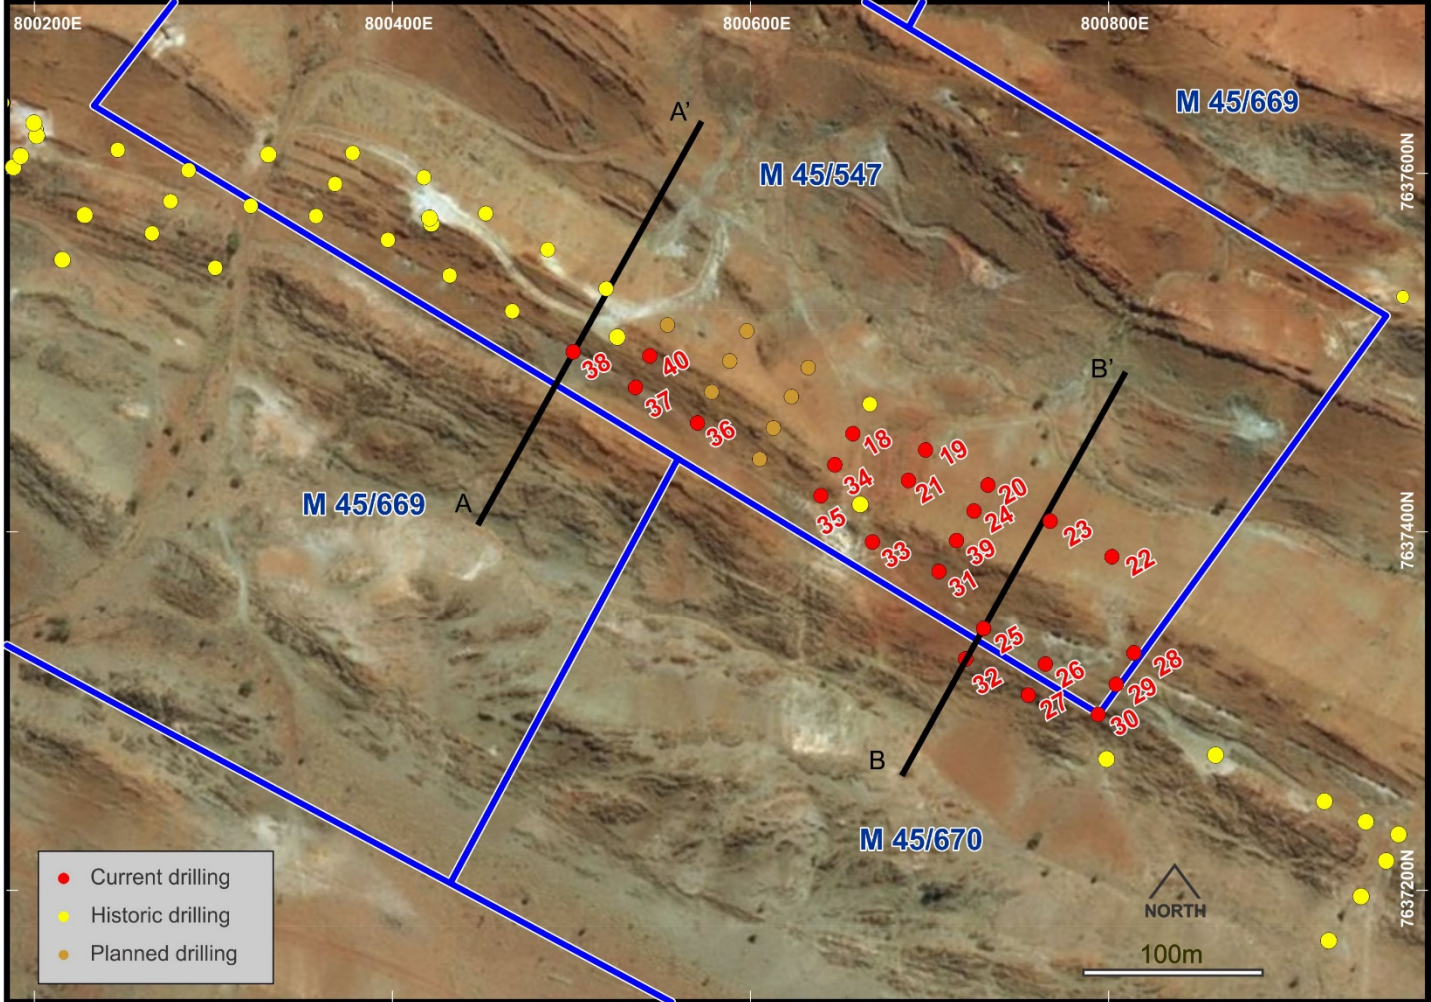 800200E
800400E
800600E
800800E
M 45/669
A'
M 45/547
7637600N
38
40
37
36
B'
18
19
34
21
20
M 45/669
A
35
24
23
7637400N
33
39
22
31
25
28
26
32
29
27
30
B
M 45/670
Current drilling
Historic drilling
Planned drilling
NORTH
7637200N
100m